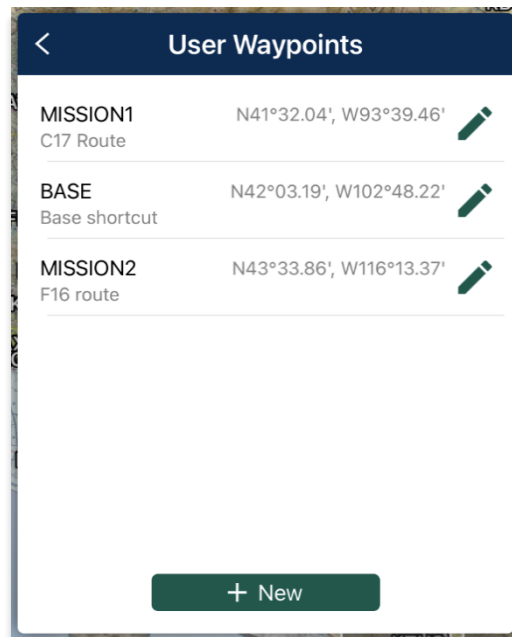 User Waypoints
MISSION1 N41°32.04', W93°39.46'
C17 Route
BASE N42°03.19', W102°48.22'
Base shortcut
MISSION2 N43°33.86', W116°13.37'
F16 route
+ New